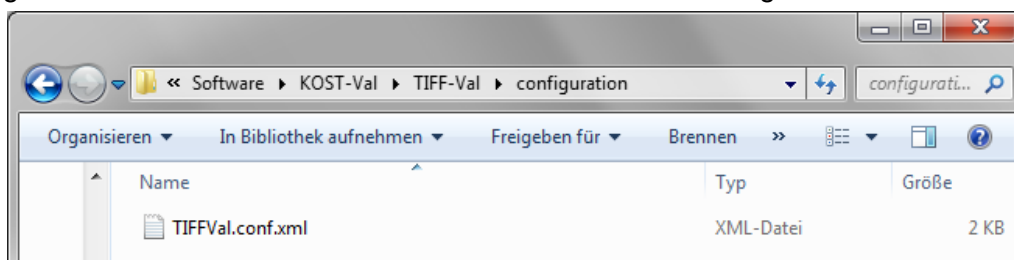 « Software ▸ KOST-Val ▸ TIFF-Val ▸ configuration configurati...
Organisieren ▾ In Bibliothek aufnehmen ▾ Freigeben für ▾ Brennen »
Name Typ Größe
TIFFVal.conf.xml XML-Datei 2 KB